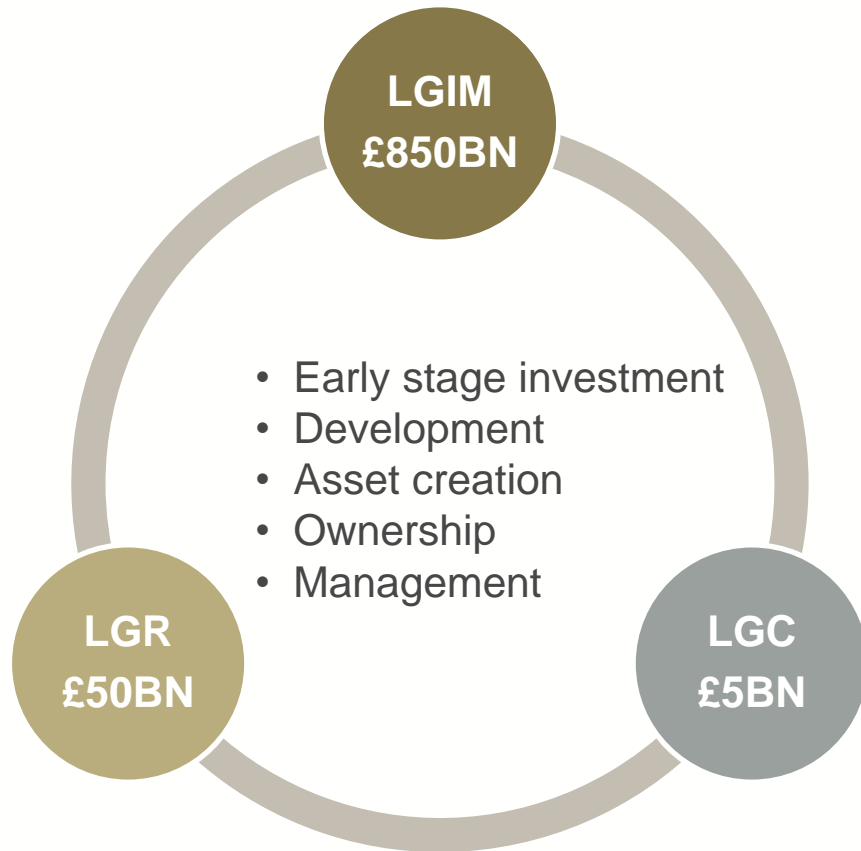 LGIM
£850BN
• Early stage investment
• Development
• Asset creation
• Ownership
• Management
LGR
£50BN
LGC
£5BN